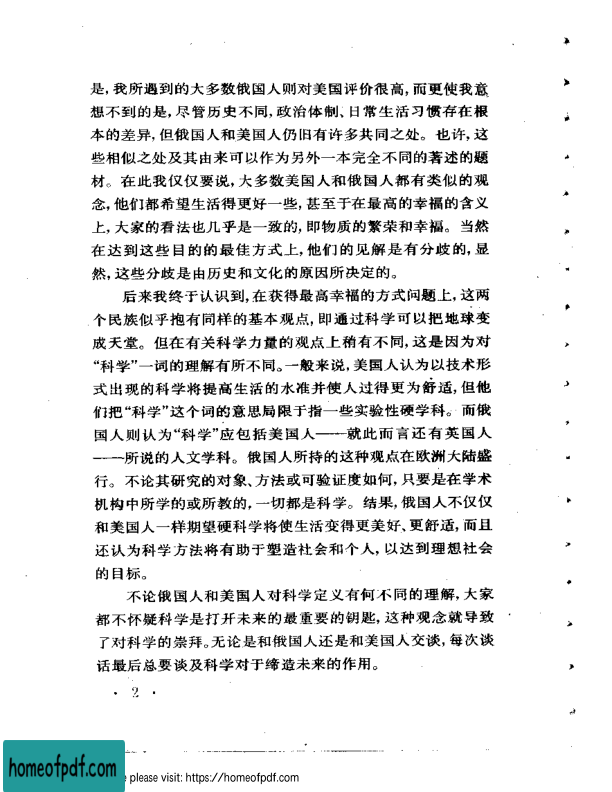 是，我所遇到的大多数俄国人则对美国评价很高，而更使我意
想不到的是，尽管历史不同，政治体制、日常生活习惯存在根
本的差异，但俄国人和美国人仍旧有许多共同之处。也许，这
些相似之处及其由来可以作为另外一本完全不同的著述的题
材。在此我仅仅要说，大多数美国人和俄国人都有类似的观
念，他们都希望生活得更好一些，甚至于在最高的幸福的含义
上，大家的看法也几乎是一致的，即物质的繁荣和幸福。当然
在达到这些目的的最佳方式上，他们的见解是有分歧的，显
然，这些分歧是由历史和文化的原因所决定的。
后来我终于认识到，在获得最高幸福的方式问题上，这两
个民族似乎抱有同样的基本观点，即通过科学可以把地球变
成天堂。但在有关科学力量的观点上稍有不同，这是因为对
“科学”一词的理解有所不同。一般来说，美国人认为以技术形
式出现的科学将提高生活的水准并使人过得更为舒适，但他
们把“科学”这个词的意思局限于指一些实验性硬学科。而俄
国人则认为“科学”应包括美国人——就此而言还有英国人
——所说的人文学科。俄国人所持的这种观点在欧洲大陆盛
行。不论其研究的对象、方法或可验证度如何，只要是在学术
机构中所学的或所教的，一切都是科学。结果，俄国人不仅仅
和美国人一样期望硬科学将使生活变得更美好、更舒适，而且
还认为科学方法将有助于塑造社会和个人，以达到理想社会
的目标。
不论俄国人和美国人对科学定义有何不同的理解，大家
都不怀疑科学是打开未来的最重要的钥匙，这种观念就导致
了对科学的崇拜。无论是和俄国人还是和美国人交谈，每次谈
话最后总要谈及科学对于缔造未来的作用。
· 2 ·
homeofpdf.com
please visit: https://homeofpdf.com